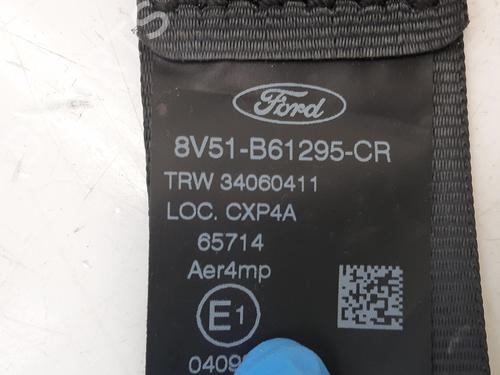 Ford
8V51-B61295-CR
TRW 34060411
LOC. CXP4A
65714
Aer4mp
E1